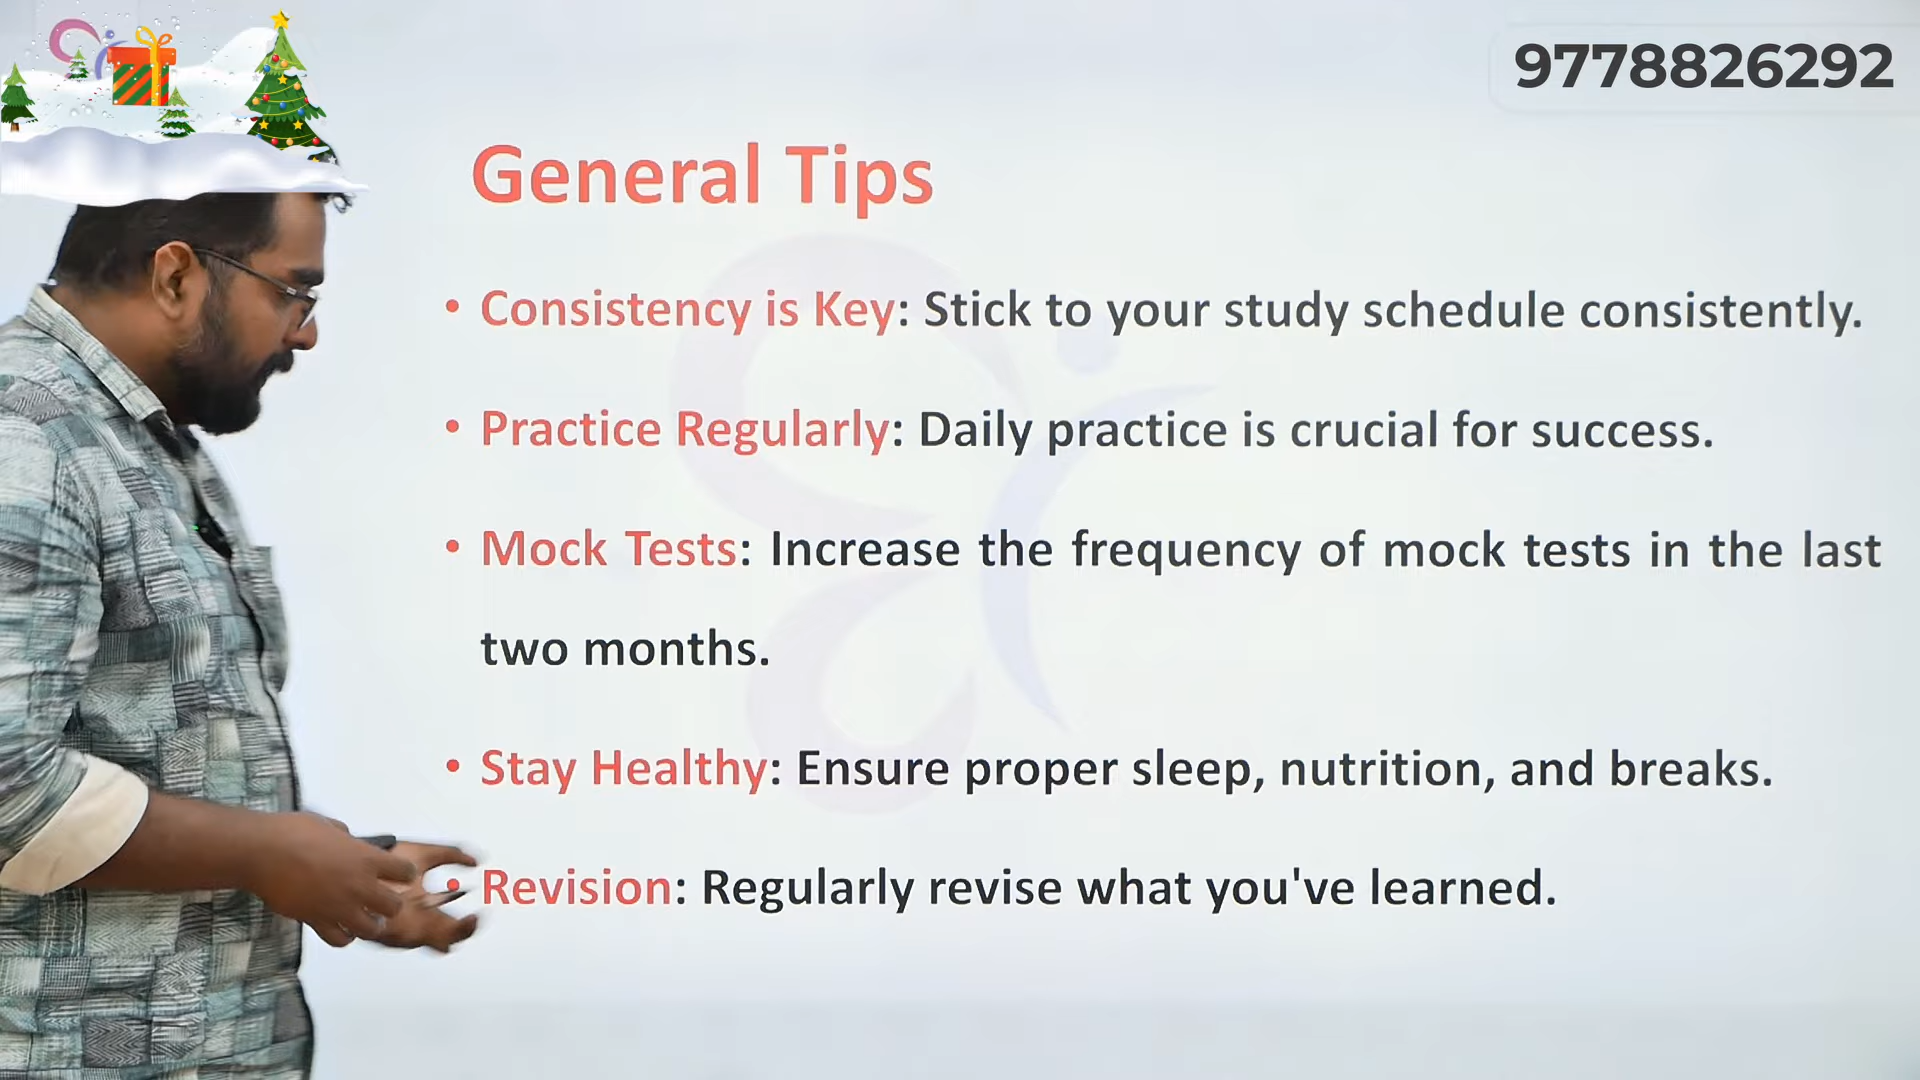 9778826292
General Tips
• Consistency is Key: Stick to your study schedule consistently.
• Practice Regularly: Daily practice is crucial for success.
• Mock Tests: Increase the frequency of mock tests in the last
two months.
• Stay Healthy: Ensure proper sleep, nutrition, and breaks.
• Revision: Regularly revise what you've learned.